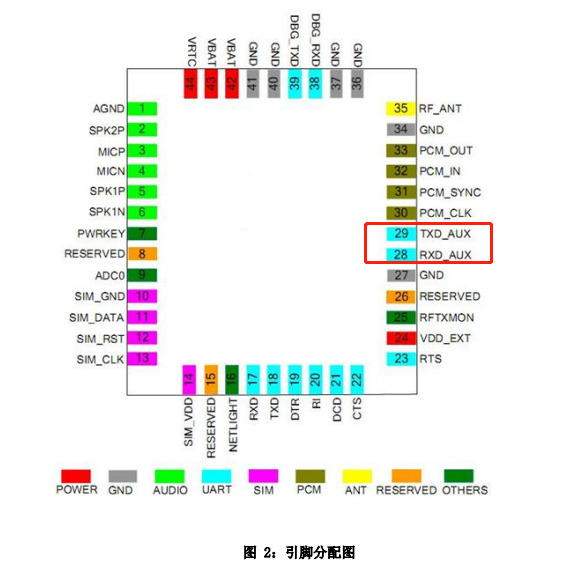 VRTC
VBAT
VBAT
GND
GND
DBG_TXD
DBG_RXD
GND
GND
44
43
42
41
40
39
38
37
36
AGND 1
SPK2P 2
MICP 3
MICN 4
SPK1P 5
SPK1N 6
PWRKEY 7
RESERVED 8
ADC0 9
SIM_GND 10
SIM_DATA 11
SIM_RST 12
SIM_CLK 13
35 RF_ANT
34 GND
33 PCM_OUT
32 PCM_IN
31 PCM_SYNC
30 PCM_CLK
29 TXD_AUX
28 RXD_AUX
27 GND
26 RESERVED
25 RFTXMON
24 VDD_EXT
23 RTS
14
15
16
17
18
19
20
21
22
SIM_VDD
RESERVED
NETLIGHT
RXD
TXD
DTR
RI
DCD
CTS
POWER
GND
AUDIO
UART
SIM
PCM
ANT
RESERVED
OTHERS
图 2：引脚分配图